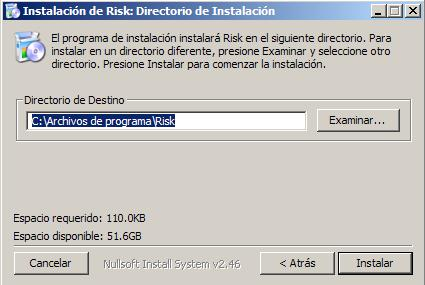 Instalación de Risk: Directorio de Instalación
El programa de instalación instalará Risk en el siguiente directorio. Para
instalar en un directorio diferente, presione Examinar y seleccione otro
directorio. Presione Instalar para comenzar la instalación.
Directorio de Destino
C:\Archivos de programa\Risk
Examinar...
Espacio requerido: 110.0KB
Espacio disponible: 51.6GB
Cancelar
Nullsoft Install System v2.46
< Atrás
Instalar